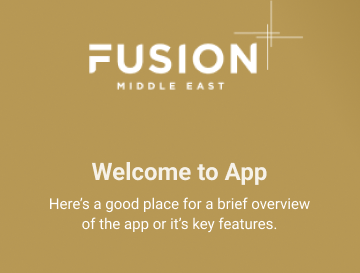 FUSION
MIDDLE EAST
Welcome to App
Here's a good place for a brief overview
of the app or it's key features.